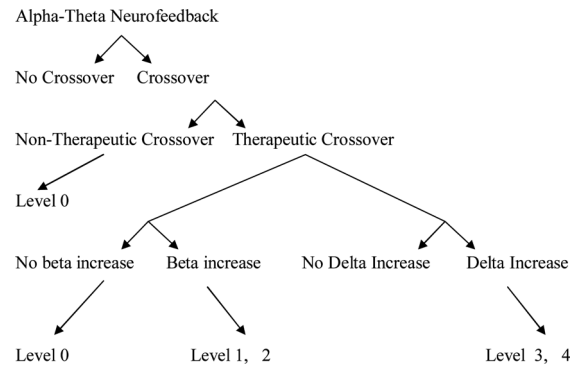 Alpha-Theta Neurofeedback
No Crossover Crossover
Non-Therapeutic Crossover Therapeutic Crossover
Level 0
No beta increase Beta increase No Delta Increase Delta Increase
Level 0 Level 1, 2 Level 3, 4